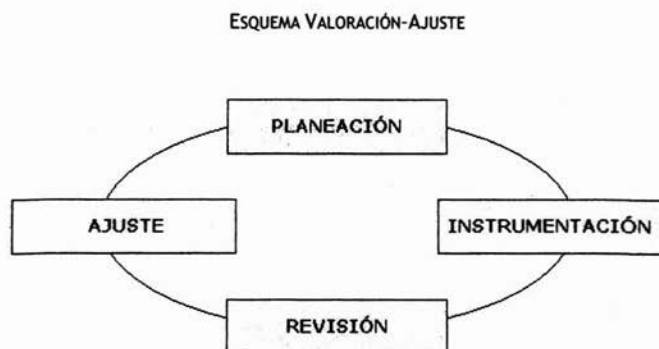 ESQUEMA VALORACIÓN-AJUSTE
PLANEACIÓN
AJUSTE
INSTRUMENTACIÓN
REVISIÓN